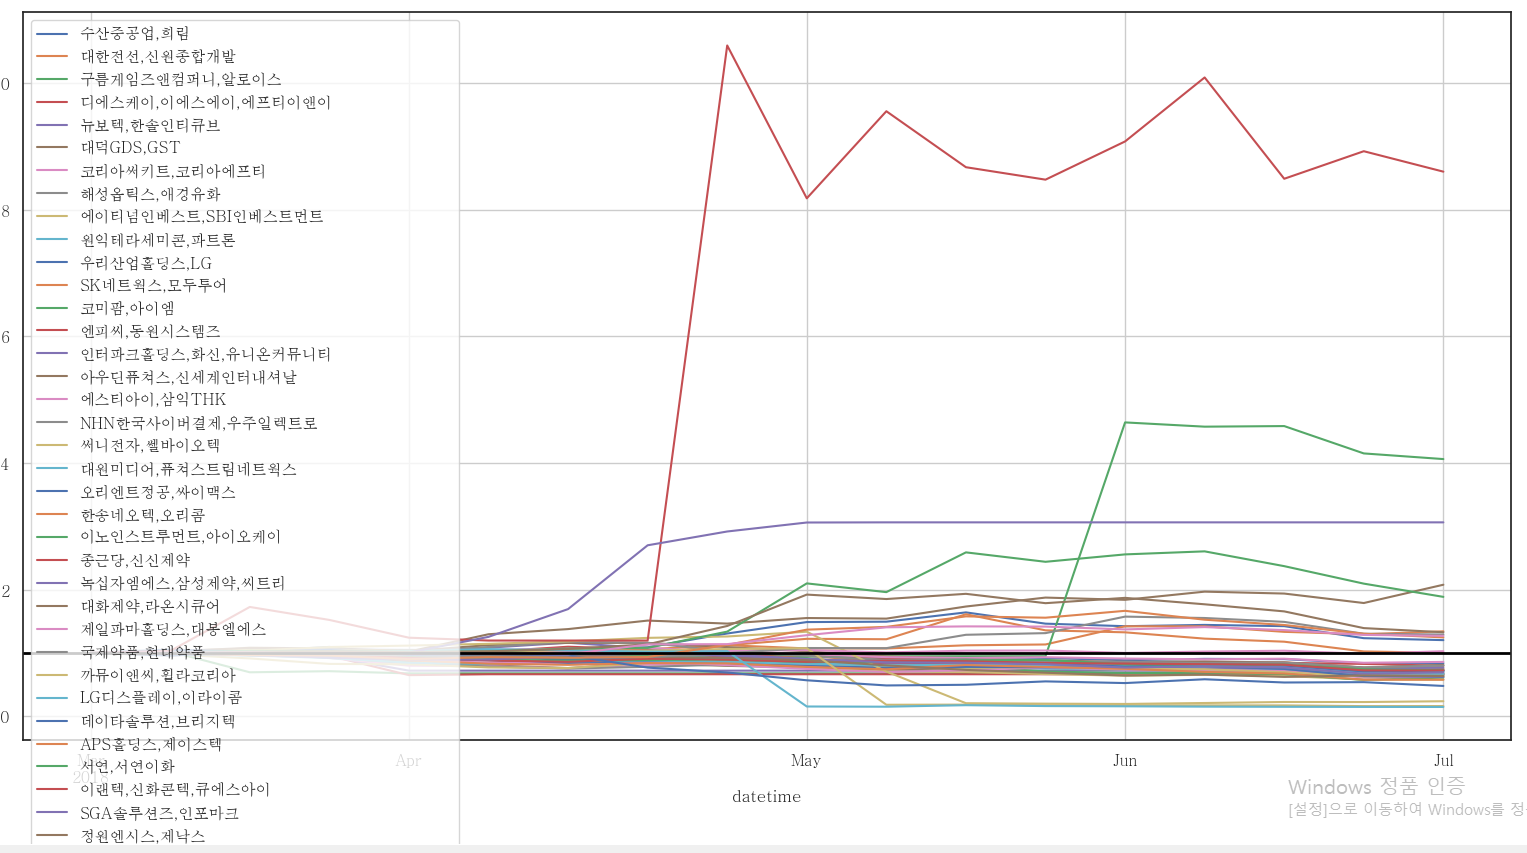 수산중공업,희림
대한전선,신원종합개발
구름게임즈앤컴퍼니,알로이스
디에스케이,이에스에이,에프티이앤이
뉴보텍,한솔인티큐브
대덕GDS,GST
코리아써키트,코리아에프티
해성옵틱스,애경유화
에이티넘인베스트,SBI인베스트먼트
원익테라세미콘,파트론
우리산업홀딩스,LG
SK네트웍스,모두투어
코미팜,아이엠
엔피씨,동원시스템즈
인터파크홀딩스,화신,유니온커뮤니티
아우딘퓨쳐스,신세계인터내셔날
에스티아이,삼익THK
NHN한국사이버결제,우주일렉트로
써니전자,쎌바이오텍
대원미디어,퓨쳐스트림네트웍스
오리엔트정공,싸이맥스
한송네오텍,오리콤
이노인스트루먼트,아이오케이
종근당,신신제약
녹십자엠에스,삼성제약,씨트리
대화제약,라온시큐어
제일파마홀딩스,대봉엘에스
국제약품,현대약품
까뮤이앤씨,휠라코리아
LG디스플레이,이라이콤
데이타솔루션,브리지텍
APS홀딩스,제이스텍
서연,서연이화
이랜텍,신화콘텍,큐에스아이
SGA솔루션즈,인포마크
정원엔시스,제낙스
0
8
6
4
2
0
Mar
2018
Apr
May
Jun
Jul
datetime
Windows 정품 인증
[설정]으로 이동하여 Windows를 정